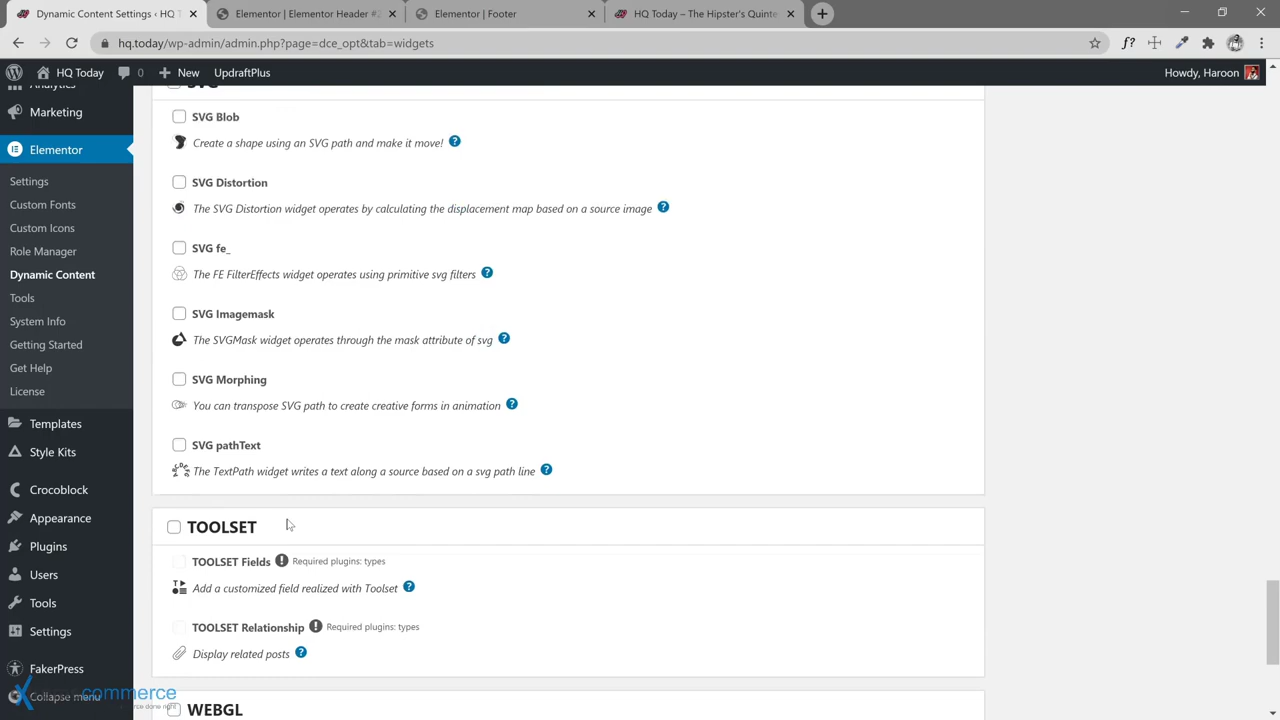 Dynamic Content Settings ‹ HQ T
Elementor | Elementor Header #2
Elementor | Footer
HQ Today – The Hipster's Quinte
hq.today/wp-admin/admin.php?page=dce_opt&tab=widgets
HQ Today
0
New
UpdraftPlus
Howdy, Haroon
Analytics
Marketing
Elementor
Settings
Custom Fonts
Custom Icons
Role Manager
Dynamic Content
Tools
System Info
Getting Started
Get Help
License
Templates
Style Kits
Crocoblock
Appearance
Plugins
Users
Tools
Settings
FakerPress
Collapse menu
SVG
SVG Blob
Create a shape using an SVG path and make it move!
SVG Distortion
The SVG Distortion widget operates by calculating the displacement map based on a source image
SVG fe_
The FE FilterEffects widget operates using primitive svg filters
SVG Imagemask
The SVGMask widget operates through the mask attribute of svg
SVG Morphing
You can transpose SVG path to create creative forms in animation
SVG pathText
The TextPath widget writes a text along a source based on a svg path line
TOOLSET
TOOLSET Fields Required plugins: types
Add a customized field realized with Toolset
TOOLSET Relationship Required plugins: types
Display related posts
WEBGL
commerce